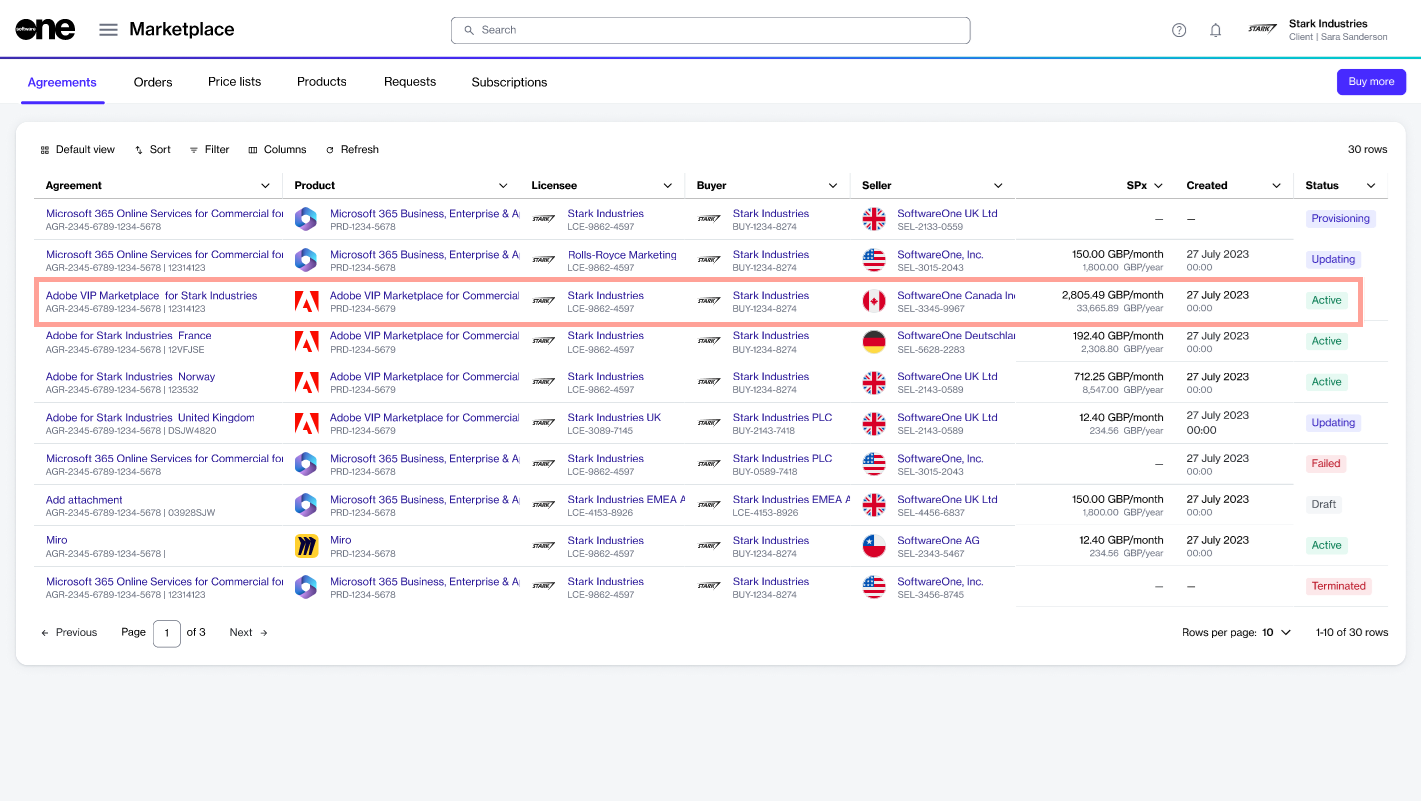 software one
Marketplace
Search
Stark Industries
Client | Sara Sanderson
Agreements Orders Price lists Products Requests Subscriptions Buy more
Default view Sort Filter Columns Refresh 30 rows
Agreement Product Licensee Buyer Seller SPx Created Status
Microsoft 365 Online Services for Commercial for Microsoft 365 Business, Enterprise & Ap STARK Stark Industries STARK Stark Industries SoftwareOne UK Ltd — — Provisioning
AGR-2345-6789-1234-5678 PRD-1234-5678 LCE-9862-4597 BUY-1234-8274 SEL-2133-0559
Microsoft 365 Online Services for Commercial for Microsoft 365 Business, Enterprise & Ap STARK Rolls-Royce Marketing STARK Stark Industries SoftwareOne, Inc. 150.00 GBP/month 27 July 2023 Updating
AGR-2345-6789-1234-5678 | 12314123 PRD-1234-5678 LCE-9862-4597 BUY-1234-8274 SEL-3015-2043 1,800.00 GBP/year 00:00
Adobe VIP Marketplace for Stark Industries Adobe VIP Marketplace for Commercial STARK Stark Industries STARK Stark Industries SoftwareOne Canada Inc 2,805.49 GBP/month 27 July 2023 Active
AGR-2345-6789-1234-5678 | 12314123 PRD-1234-5679 LCE-9862-4597 BUY-1234-8274 SEL-3345-9967 33,665.89 GBP/year 00:00
Adobe for Stark Industries France Adobe VIP Marketplace for Commercial STARK Stark Industries STARK Stark Industries SoftwareOne Deutschlan 192.40 GBP/month 27 July 2023 Active
AGR-2345-6789-1234-5678 | 12VFJSE PRD-1234-5679 LCE-9862-4597 BUY-1234-8274 SEL-5628-2283 2,308.80 GBP/year 00:00
Adobe for Stark Industries Norway Adobe VIP Marketplace for Commercial STARK Stark Industries STARK Stark Industries SoftwareOne UK Ltd 712.25 GBP/month 27 July 2023 Active
AGR-2345-6789-1234-5678 | 123532 PRD-1234-5679 LCE-9862-4597 BUY-1234-8274 SEL-2143-0589 8,547.00 GBP/year 00:00
Adobe for Stark Industries United Kingdom Adobe VIP Marketplace for Commercial STARK Stark Industries UK STARK Stark Industries PLC SoftwareOne UK Ltd 12.40 GBP/month 27 July 2023 Updating
AGR-2345-6789-1234-5678 | DSJW4820 PRD-1234-5679 LCE-3089-7145 BUY-2143-7418 SEL-2143-0589 234.56 GBP/year 00:00
Microsoft 365 Online Services for Commercial for Microsoft 365 Business, Enterprise & Ap STARK Stark Industries STARK Stark Industries PLC SoftwareOne, Inc. — 27 July 2023 Failed
AGR-2345-6789-1234-5678 PRD-1234-5678 LCE-9862-4597 BUY-0589-7418 SEL-3015-2043 00:00
Add attachment Microsoft 365 Business, Enterprise & Ap STARK Stark Industries EMEA A STARK Stark Industries EMEA A SoftwareOne UK Ltd 150.00 GBP/month 27 July 2023 Draft
AGR-2345-6789-1234-5678 | 03928SJW PRD-1234-5678 LCE-4153-8926 LCE-4153-8926 SEL-4456-6837 1,800.00 GBP/year 00:00
Miro Miro STARK Stark Industries STARK Stark Industries SoftwareOne AG 12.40 GBP/month 27 July 2023 Active
AGR-2345-6789-1234-5678 | PRD-1234-5678 LCE-9862-4597 BUY-1234-8274 SEL-2343-5467 234.56 GBP/year 00:00
Microsoft 365 Online Services for Commercial for Microsoft 365 Business, Enterprise & Ap STARK Stark Industries STARK Stark Industries SoftwareOne, Inc. — — Terminated
AGR-2345-6789-1234-5678 | 12314123 PRD-1234-5678 LCE-9862-4597 BUY-1234-8274 SEL-3456-8745
Previous Page 1 of 3 Next Rows per page: 10 1-10 of 30 rows